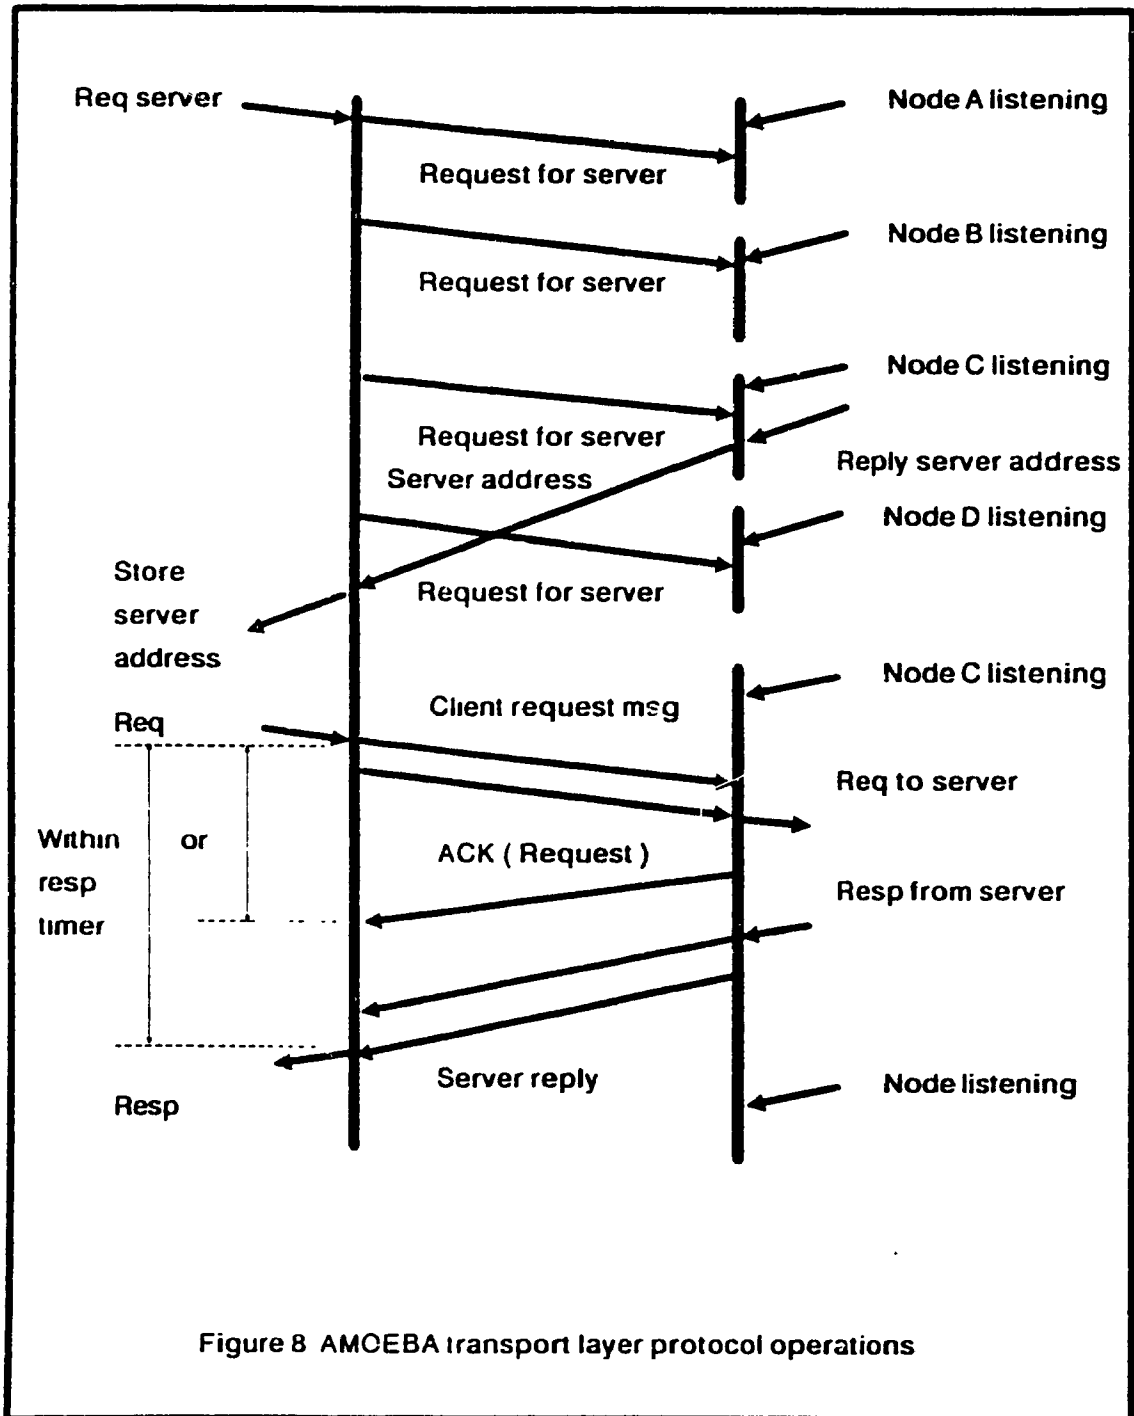 Req server
Node A listening
Request for server
Node B listening
Request for server
Node C listening
Request for server
Reply server address
Server address
Node D listening
Store
server
address
Request for server
Node C listening
Client request msg
Req
Req to server
Within
resp
timer
or
ACK ( Request )
Resp from server
Server reply
Node listening
Resp
Figure 8 AMOEBA transport layer protocol operations